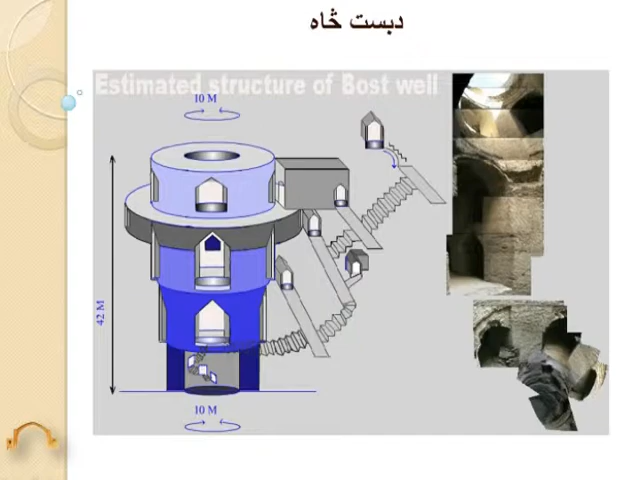 دبست څاه
Estimated structure of Bost well
10 M
42 M
10 M